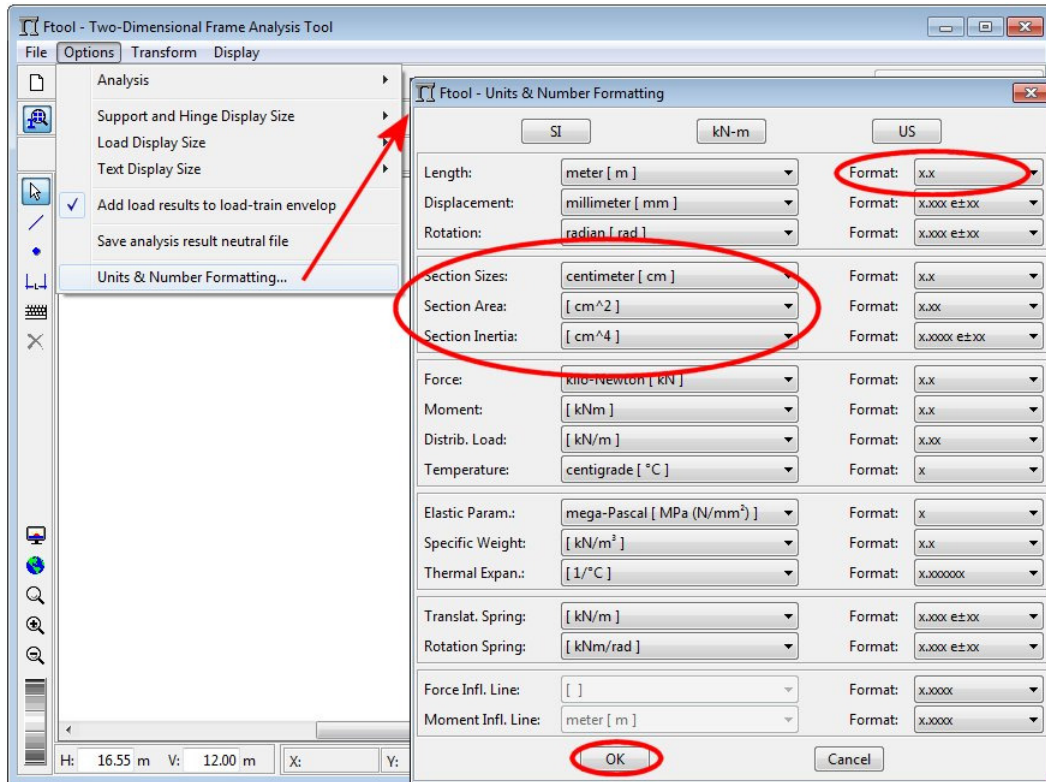 Ftool - Two-Dimensional Frame Analysis Tool
File Options Transform Display
Analysis
Support and Hinge Display Size
Load Display Size
Text Display Size
Add load results to load-train envelop
Save analysis result neutral file
Units & Number Formatting...
Ftool - Units & Number Formatting
SI kN-m US
Length: meter [ m ] Format: x.x
Displacement: millimeter [ mm ] Format: x.xxx e±xx
Rotation: radian [ rad ] Format: x.xxx e±xx
Section Sizes: centimeter [ cm ] Format: x.x
Section Area: [ cm^2 ] Format: x.xx
Section Inertia: [ cm^4 ] Format: x.xxxx e±xx
Force: kilo-Newton [ kN ] Format: x.x
Moment: [ kNm ] Format: x.x
Distrib. Load: [ kN/m ] Format: x.xx
Temperature: centigrade [ °C ] Format: x
Elastic Param.: mega-Pascal [ MPa (N/mm²) ] Format: x
Specific Weight: [ kN/m³ ] Format: x.x
Thermal Expan.: [ 1/°C ] Format: x.xxxxxx
Translat. Spring: [ kN/m ] Format: x.xxx e±xx
Rotation Spring: [ kNm/rad ] Format: x.xxx e±xx
Force Infl. Line: [ ] Format: x.xxxx
Moment Infl. Line: meter [ m ] Format: x.xxxx
OK Cancel
H: 16.55 m V: 12.00 m X: Y: